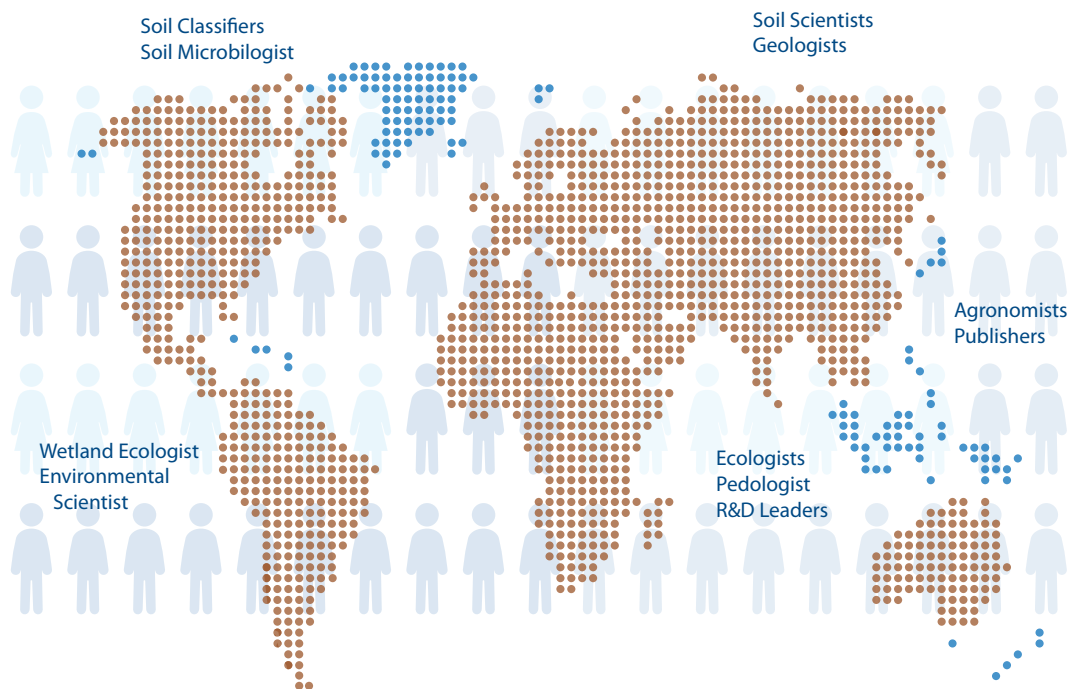 Soil Classifiers
Soil Microbilogist
Soil Scientists
Geologists
Agronomists
Publishers
Wetland Ecologist
Environmental
Scientist
Ecologists
Pedologist
R&D Leaders